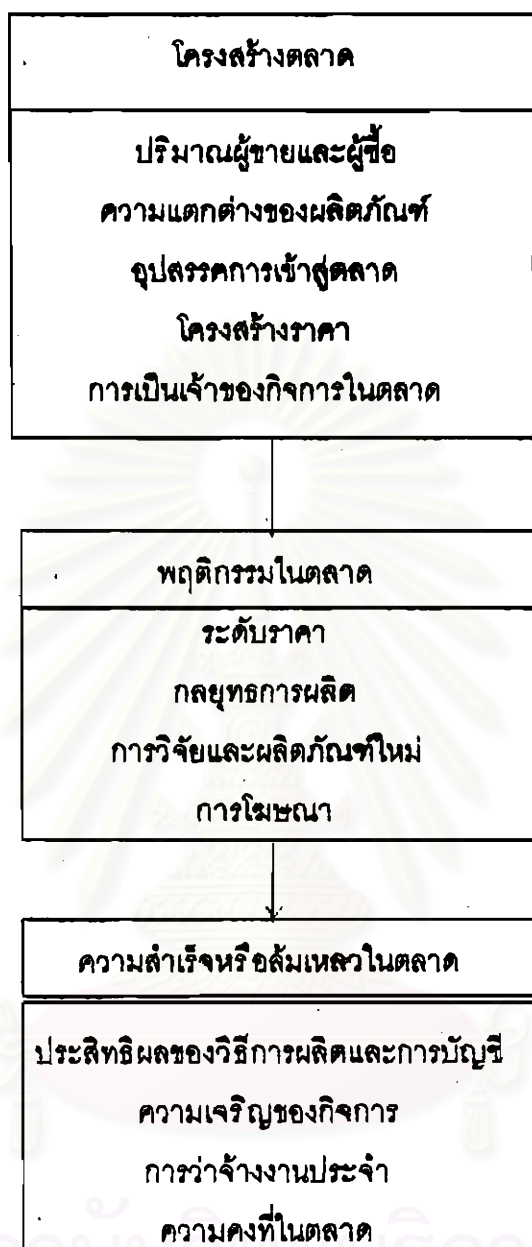 โครงสร้างตลาด
ปริมาณผู้ขายและผู้ซื้อ
ความแตกต่างของผลิตภัณฑ์
อุปสรรคการเข้าสู่ตลาด
โครงสร้างราคา
การเป็นเจ้าของกิจการในตลาด
พฤติกรรมในตลาด
ระดับราคา
กลยุทธการผลิต
การวิจัยและผลิตภัณฑ์ใหม่
การโฆษณา
ความสำเร็จหรือล้มเหลวในตลาด
ประสิทธิผลของวิธีการผลิตและการบัญชี
ความเจริญของกิจการ
การว่าจ้างงานประจำ
ความคงที่ในตลาด